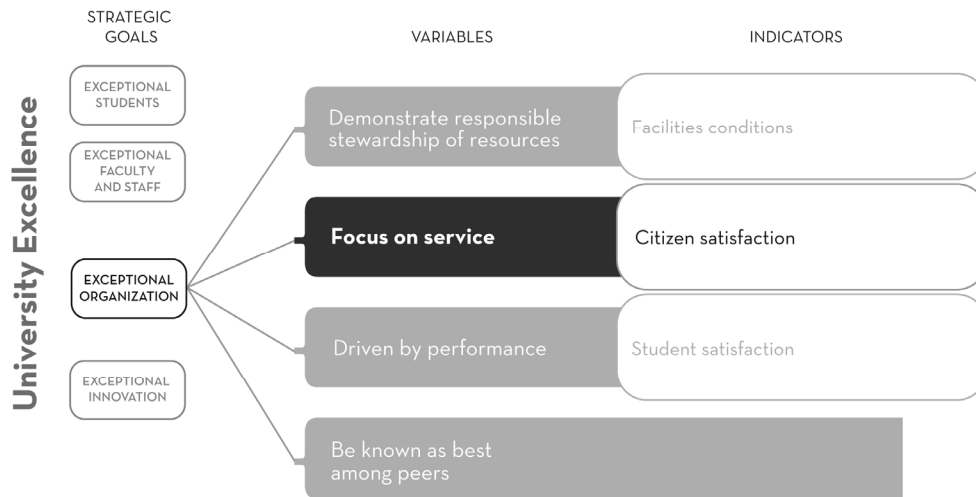 STRATEGIC
GOALS
VARIABLES
INDICATORS
University Excellence
EXCEPTIONAL
STUDENTS
EXCEPTIONAL
FACULTY
AND STAFF
EXCEPTIONAL
ORGANIZATION
EXCEPTIONAL
INNOVATION
Demonstrate responsible
stewardship of resources
Facilities conditions
Focus on service
Citizen satisfaction
Driven by performance
Student satisfaction
Be known as best
among peers